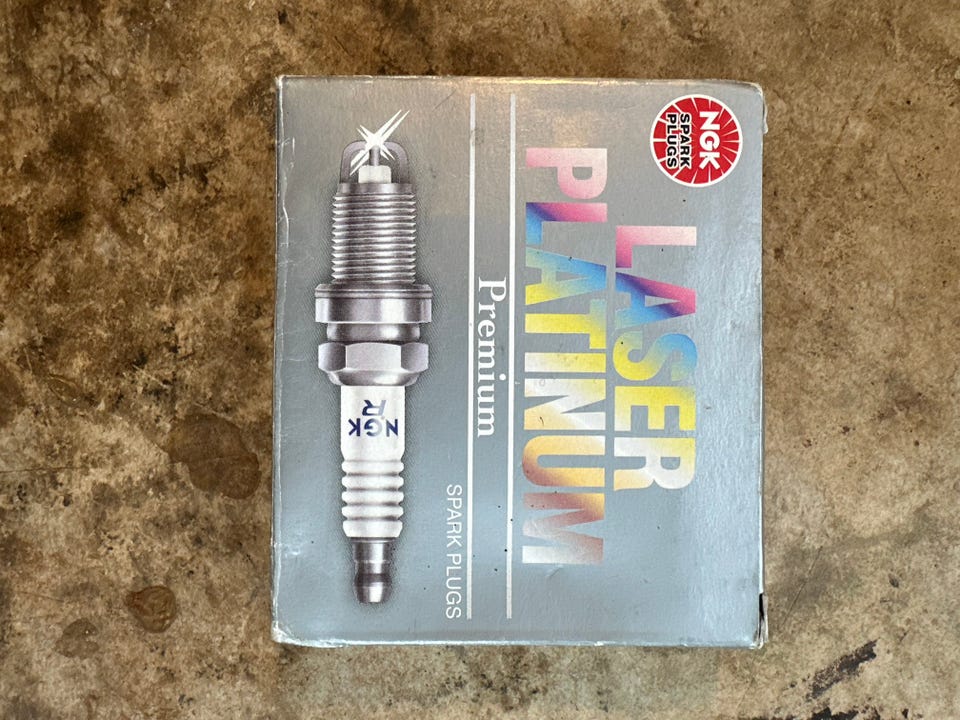 NGK
SPARK
PLUGS
LASER
PLATINUM
Premium
SPARK PLUGS
NGK
R